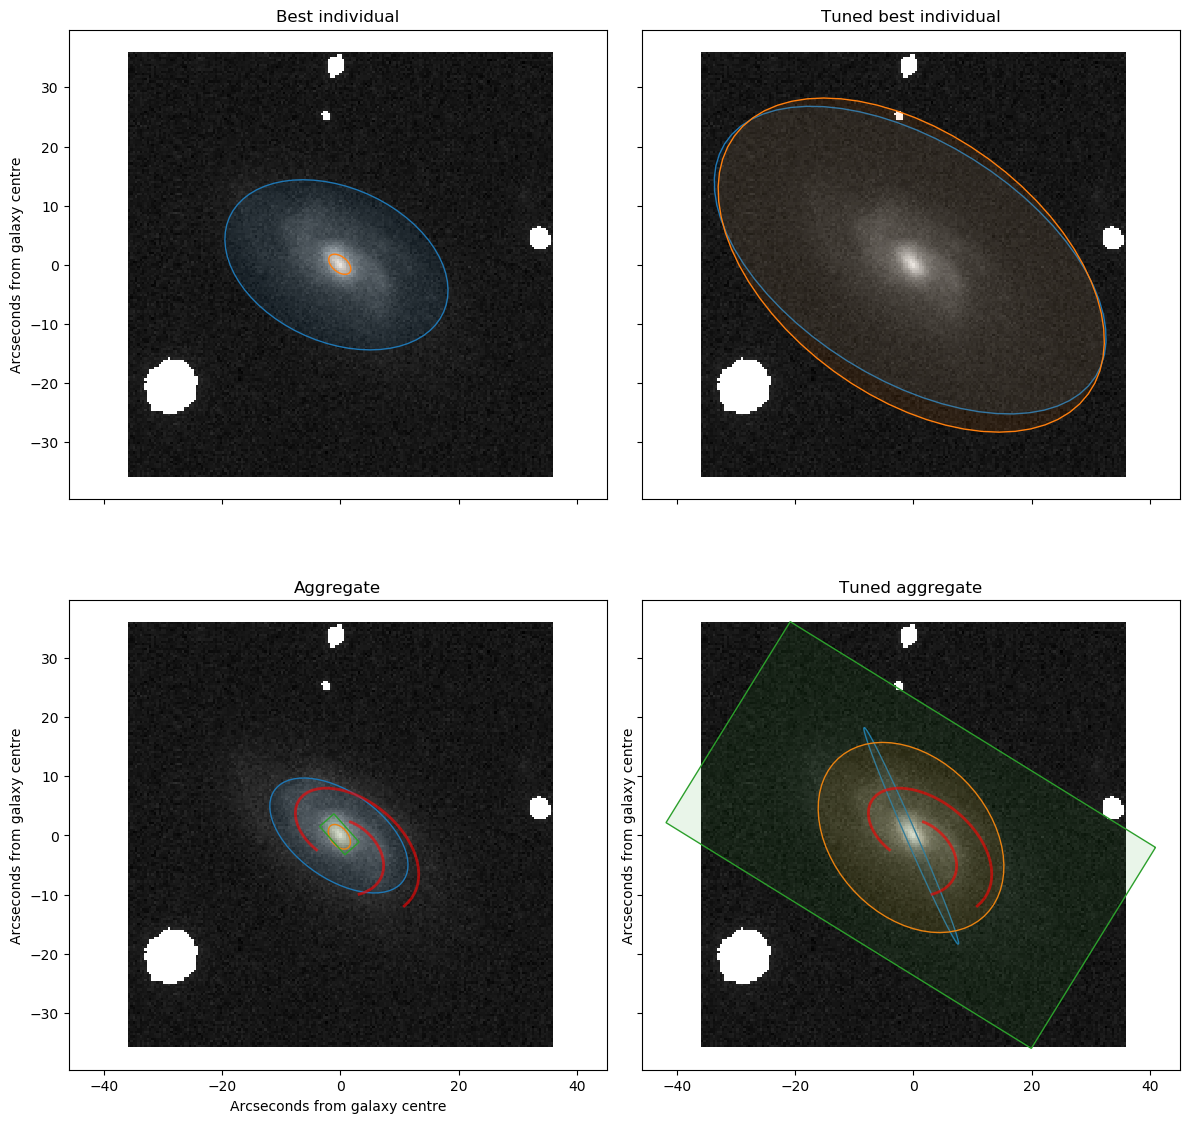 Best individual
Tuned best individual
30
20
10
0
−10
−20
−30
Arcseconds from galaxy centre
Aggregate
Tuned aggregate
30
20
10
0
−10
−20
−30
Arcseconds from galaxy centre
Arcseconds from galaxy centre
−40 −20 0 20 40
−40 −20 0 20 40
Arcseconds from galaxy centre